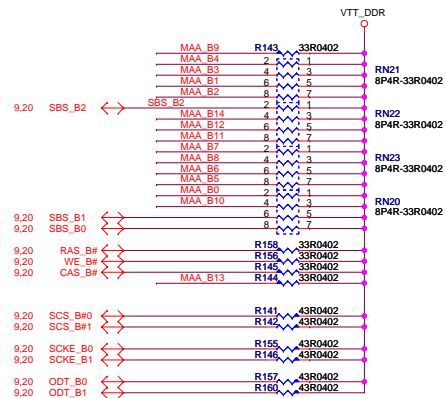 VTT_DDR
MAA_B9 R143 33R0402
MAA_B4 2 1
MAA_B3 4 3 RN21
MAA_B1 6 5 8P4R-33R0402
MAA_B2 8 7
9,20 SBS_B2 SBS_B2 2 1
MAA_B14 4 3 RN22
MAA_B12 6 5 8P4R-33R0402
MAA_B11 8 7
MAA_B7 2 1
MAA_B8 4 3 RN23
MAA_B6 6 5 8P4R-33R0402
MAA_B5 8 7
MAA_B0 2 1
MAA_B10 4 3 RN20
9,20 SBS_B1 6 5 8P4R-33R0402
9,20 SBS_B0 8 7
9,20 RAS_B# R158 33R0402
9,20 WE_B# R156 33R0402
9,20 CAS_B# R145 33R0402
MAA_B13 R144 33R0402
9,20 SCS_B#0 R141 43R0402
9,20 SCS_B#1 R142 43R0402
9,20 SCKE_B0 R155 43R0402
9,20 SCKE_B1 R146 43R0402
9,20 ODT_B0 R157 43R0402
9,20 ODT_B1 R160 43R0402